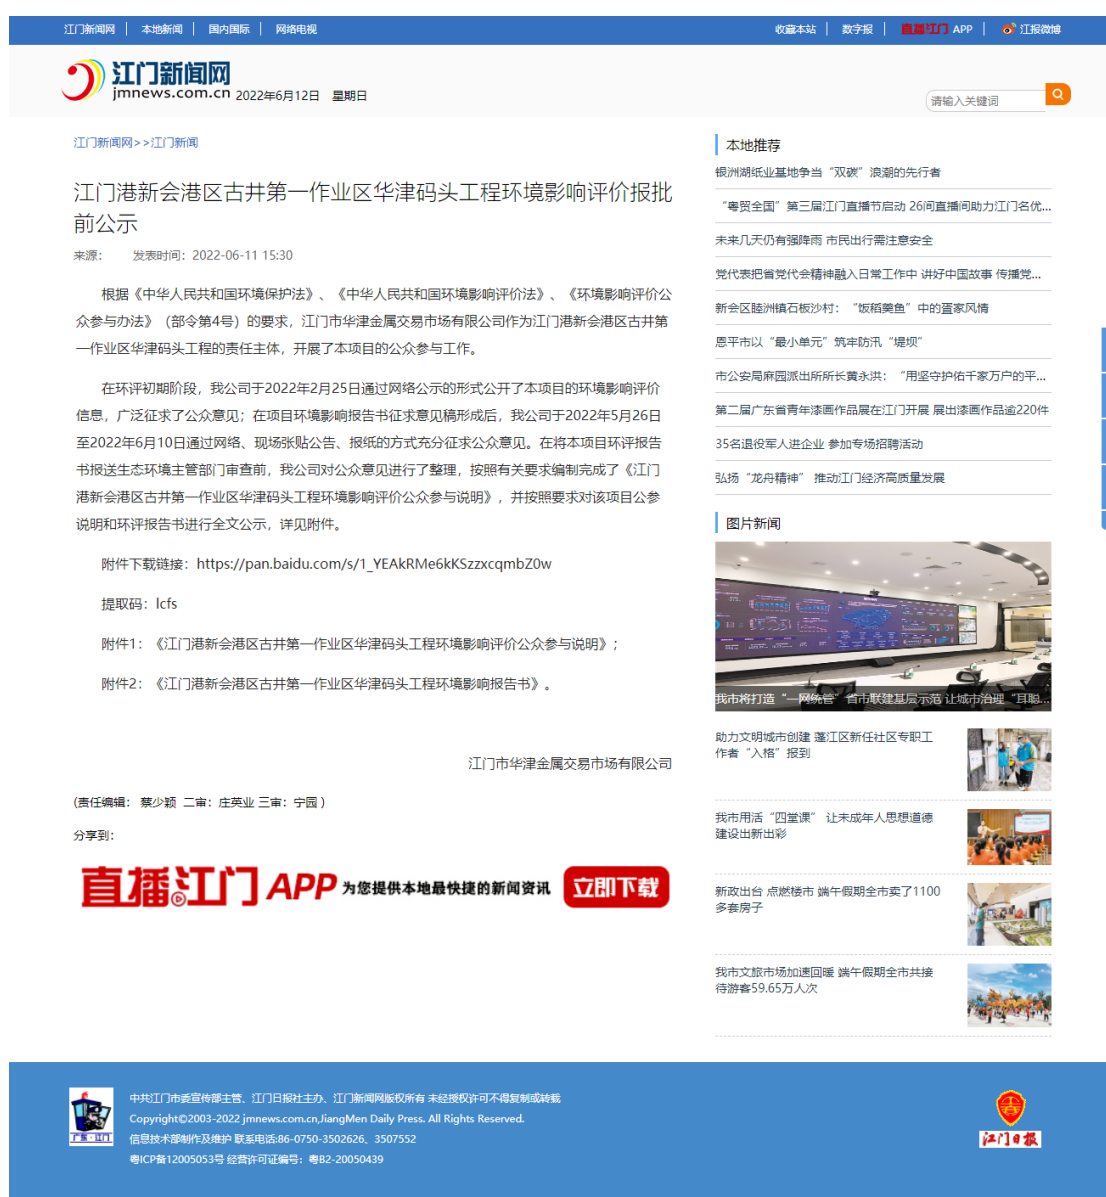 江门新闻网 本地新闻 国内国际 网络电视 收藏本站 数字报 直播江门 APP 江报微博
江门新闻网
jmnews.com.cn 2022年6月12日 星期日
请输入关键词
江门新闻网>>江门新闻
江门港新会港区古井第一作业区华津码头工程环境影响评价报批
前公示
来源： 发表时间：2022-06-11 15:30
根据《中华人民共和国环境保护法》、《中华人民共和国环境影响评价法》、《环境影响评价公
众参与办法》（部令第4号）的要求，江门市华津金属交易市场有限公司作为江门港新会港区古井第
一作业区华津码头工程的责任主体，开展了本项目的公众参与工作。
在环评初期阶段，我公司于2022年2月25日通过网络公示的形式公开了本项目的环境影响评价
信息，广泛征求了公众意见；在项目环境影响报告书征求意见稿形成后，我公司于2022年5月26日
至2022年6月10日通过网络、现场张贴公告、报纸的方式充分征求公众意见。在将本项目环评报告
书报送生态环境主管部门审查前，我公司对公众意见进行了整理，按照有关要求编制完成了《江门
港新会港区古井第一作业区华津码头工程环境影响评价公众参与说明》，并按照要求对该项目公参
说明和环评报告书进行全文公示，详见附件。
附件下载链接：https://pan.baidu.com/s/1_YEAkRMe6kKSzzxcqmbZ0w
提取码：lcfs
附件1：《江门港新会港区古井第一作业区华津码头工程环境影响评价公众参与说明》；
附件2：《江门港新会港区古井第一作业区华津码头工程环境影响报告书》。
江门市华津金属交易市场有限公司
(责任编辑： 蔡少颖 二审：庄英业 三审：宁园 )
分享到：
直播江门 APP 为您提供本地最快捷的新闻资讯 立即下载
本地推荐
银洲湖纸业基地争当“双碳”浪潮的先行者
“粤贸全国”第三届江门直播节启动 26间直播间助力江门名优...
未来几天仍有强降雨 市民出行需注意安全
党代表把省党代会精神融入日常工作中 讲好中国故事 传播党...
新会区睦洲镇石板沙村：“饭稻羹鱼”中的疍家风情
恩平市以“最小单元”筑牢防汛“堤坝”
市公安局麻园派出所所长黄永洪：“用坚守护佑千家万户的平...
第二届广东省青年漆画作品展在江门开展 展出漆画作品逾220件
35名退役军人进企业 参加专场招聘活动
弘扬“龙舟精神” 推动江门经济高质量发展
图片新闻
我市将打造“一网统管”省市联建基层示范 让城市治理“耳聪...
助力文明城市创建 蓬江区新任社区专职工
作者“入格”报到
我市用活“四堂课” 让未成年人思想道德
建设出新出彩
新政出台 点燃楼市 端午假期全市卖了1100
多套房子
我市文旅市场加速回暖 端午假期全市共接
待游客59.65万人次
中共江门市委宣传部主管、江门日报社主办、江门新闻网版权所有 未经授权许可不得复制或转载
Copyright©2003-2022 jmnews.com.cn,JiangMen Daily Press. All Rights Reserved.
信息技术部制作及维护 联系电话:86-0750-3502626、3507552
粤ICP备12005053号 经营许可证编号：粤B2-20050439
广东·江门
江门日报